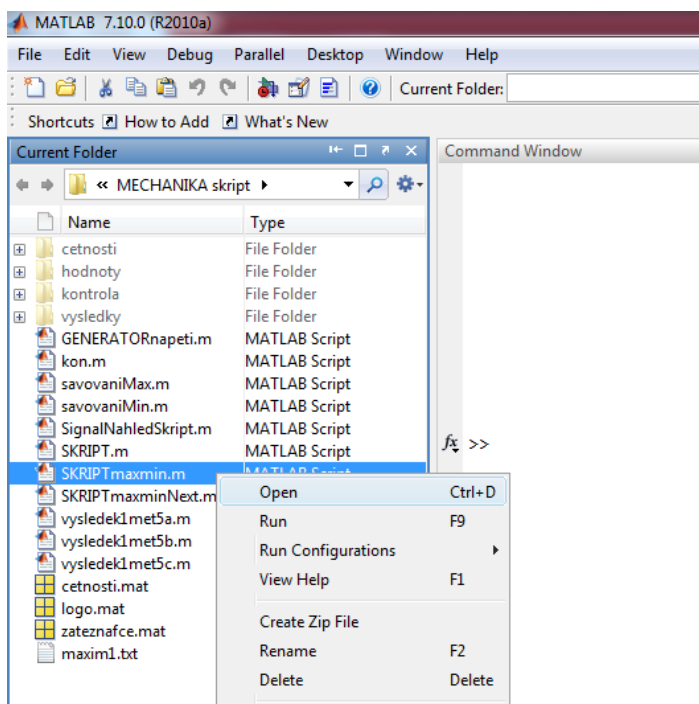 MATLAB 7.10.0 (R2010a)
File Edit View Debug Parallel Desktop Window Help
Current Folder:
Shortcuts How to Add What's New
Current Folder
Command Window
« MECHANIKA skript
Name Type
cetnosti File Folder
hodnoty File Folder
kontrola File Folder
vysledky File Folder
GENERATORnapeti.m MATLAB Script
kon.m MATLAB Script
savovaniMax.m MATLAB Script
savovaniMin.m MATLAB Script
SignalNahledSkript.m MATLAB Script
SKRIPT.m MATLAB Script
fx >>
SKRIPTmaxmin.m MATLAB Script
SKRIPTmaxminNext.m
vysledek1met5a.m
vysledek1met5b.m
vysledek1met5c.m
cetnosti.mat
logo.mat
zateznafce.mat
maxim1.txt
Open Ctrl+D
Run F9
Run Configurations
View Help F1
Create Zip File
Rename F2
Delete Delete